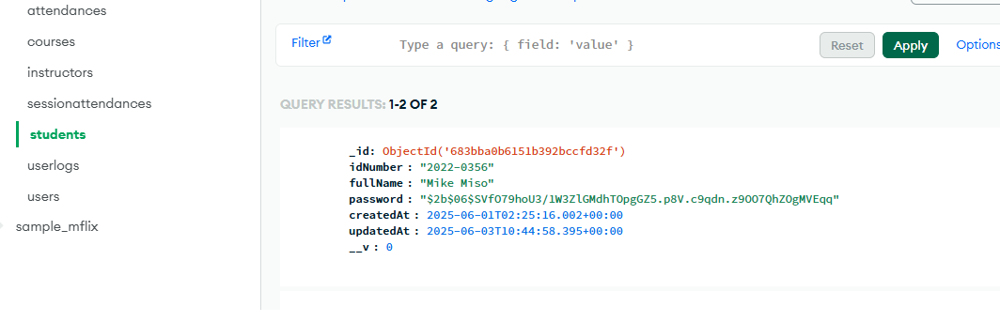 attendances
courses
instructors
sessionattendances
students
userlogs
users
sample_mflix
Filter
Type a query: { field: 'value' }
Reset
Apply
Options
QUERY RESULTS: 1-2 OF 2
_id: ObjectId('683bba0b6151b392bccfd32f')
idNumber : "2022-0356"
fullName : "Mike Miso"
password : "$2b$06$SVfO79hoU3/1W3ZlGMdhTOpgGZ5.p8V.c9qdn.z9OO7QhZOgMVEqq"
createdAt : 2025-06-01T02:25:16.002+00:00
updatedAt : 2025-06-03T10:44:58.395+00:00
__v : 0